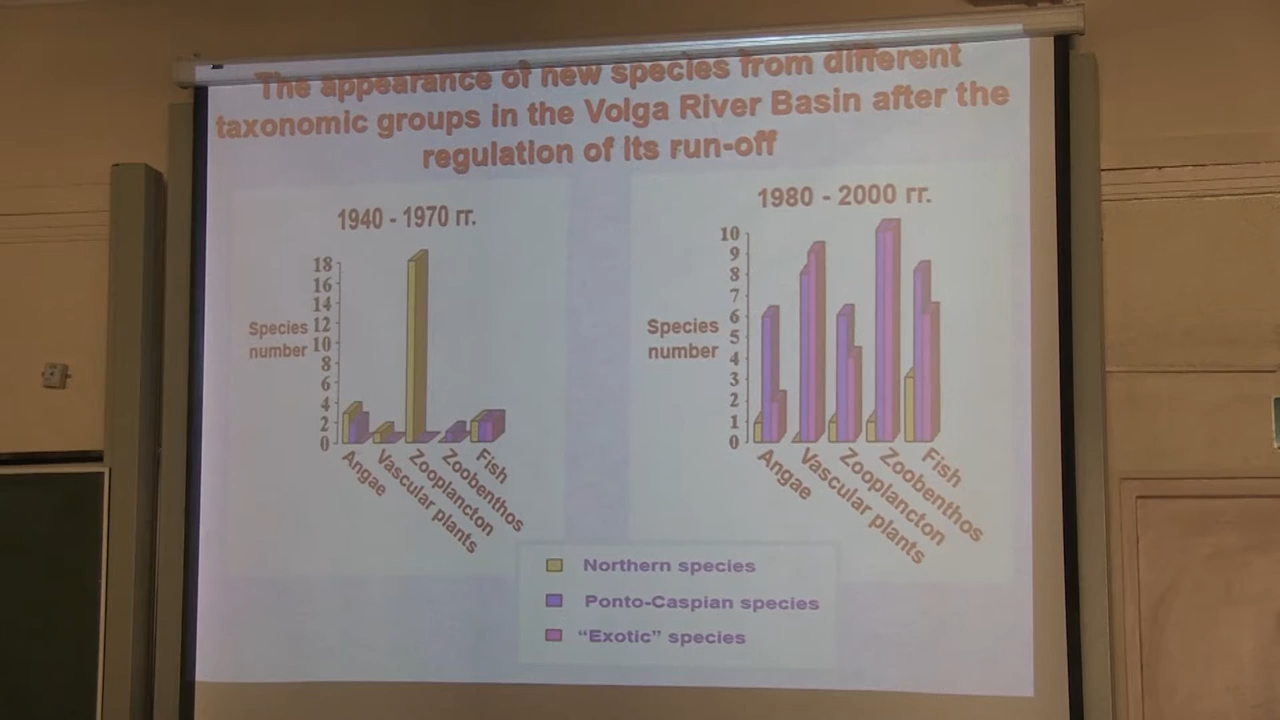 The appearance of new species from different
taxonomic groups in the Volga River Basin after the
regulation of its run-off
1940 - 1970 гг.
18
16
14
12
10
8
6
4
2
0
Species
number
Angae
Vascular plants
Zooplancton
Zoobenthos
Fish
1980 - 2000 гг.
10
9
8
7
6
5
4
3
2
1
0
Species
number
Angae
Vascular plants
Zooplancton
Zoobenthos
Fish
Northern species
Ponto-Caspian species
“Exotic” species